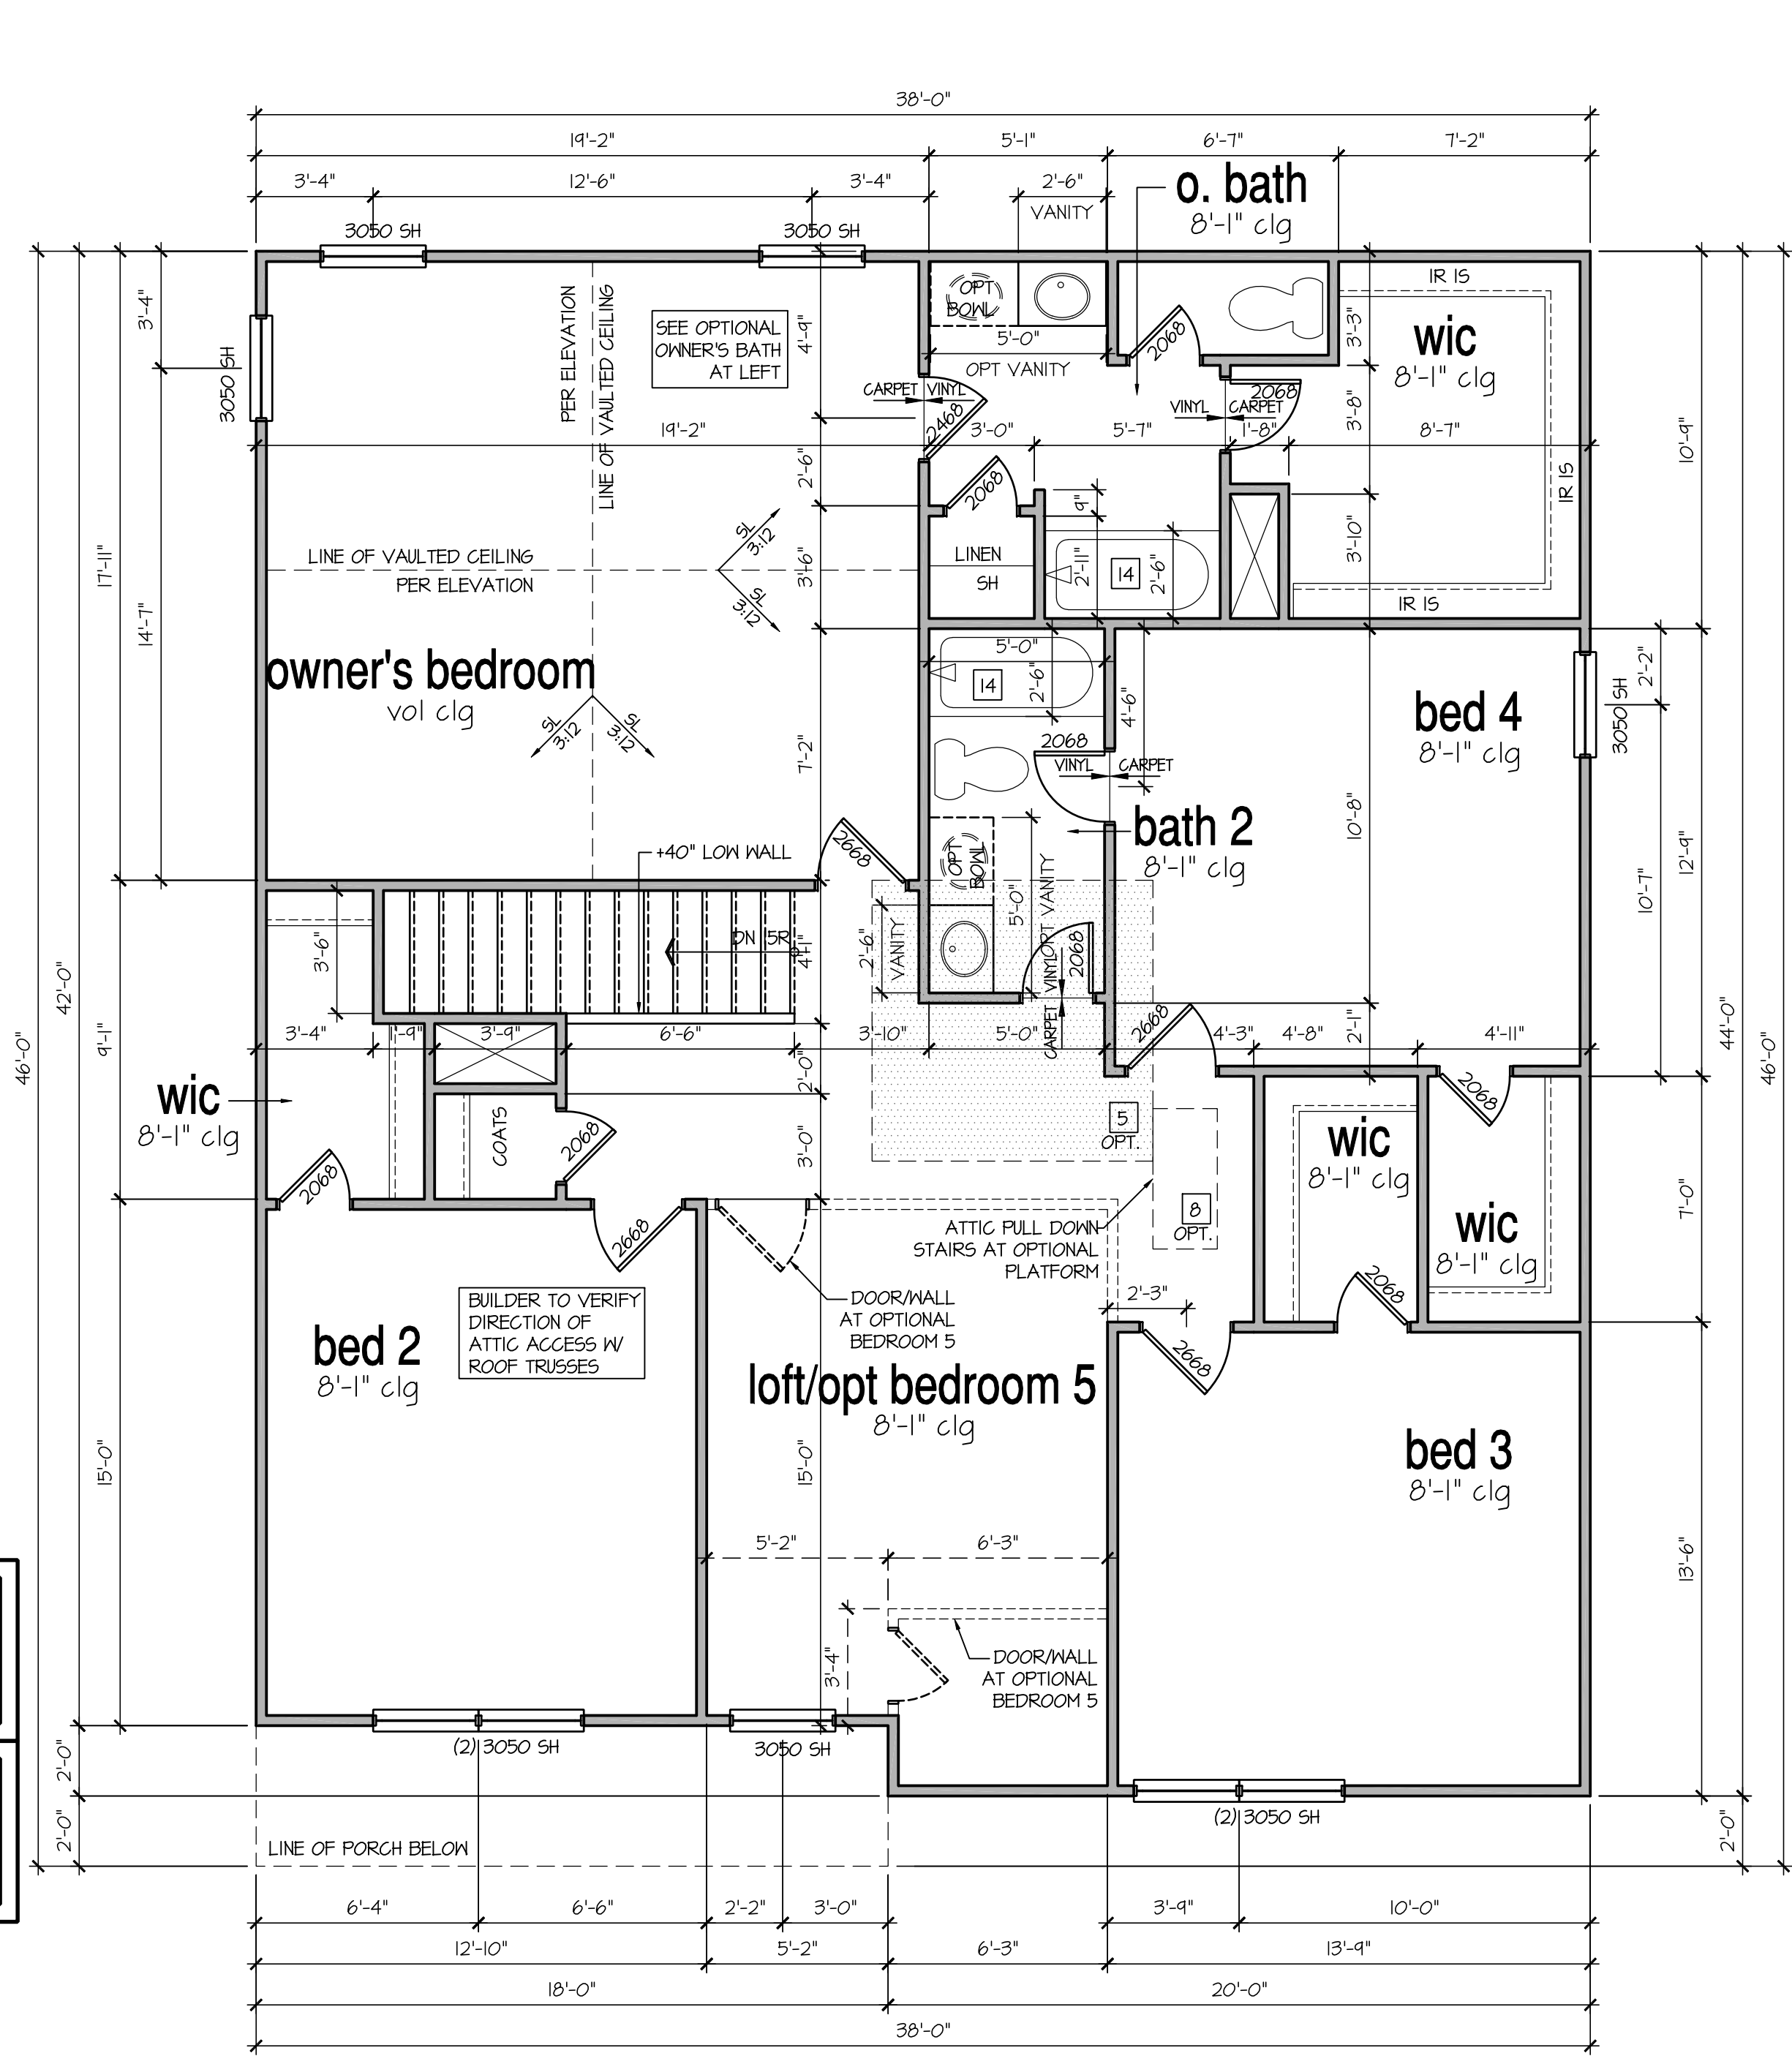 38'-0"
19'-2"
5'-1"
6'-7"
7'-2"
3'-4"
12'-6"
3'-4"
2'-6"
VANITY
o. bath
8'-1" clg
3050 SH
3050 SH
3'-4"
3050 SH
PER ELEVATION
LINE OF VAULTED CEILING
SEE OPTIONAL
OWNER'S BATH
AT LEFT
4'-9"
OPT
BOWL
5'-0"
OPT VANITY
2068
IR IS
3'-3"
wic
8'-1" clg
CARPET
VINYL
2468
VINYL
CARPET
2068
3'-8"
19'-2"
3'-0"
5'-7"
1'-8"
8'-7"
10'-9"
2'-6"
2068
9"
IR IS
17'-11"
14'-7"
LINE OF VAULTED CEILING
PER ELEVATION
SL
3:12
SL
3:12
3'-6"
LINEN
SH
2'-11"
14
2'-6"
3'-10"
IR IS
owner's bedroom
vol clg
SL
3:12
SL
3:12
7'-2"
5'-0"
14
2'-6"
4'-6"
2068
VINYL
CARPET
bed 4
8'-1" clg
3050 SH
2'-2"
10'-8"
10'-7"
12'-9"
bath 2
8'-1" clg
+40" LOW WALL
2668
OPT
BOWL
5'-0"
OPT VANITY
2'-6"
VANITY
2068
VINYL
CARPET
3'-6"
DN 15R
4'-1"
46'-0"
42'-0"
9'-1"
3'-4"
1'-9"
3'-9"
6'-6"
3'-10"
5'-0"
2668
4'-3"
4'-8"
2'-1"
4'-11"
44'-0"
46'-0"
2'-0"
wic
8'-1" clg
COATS
2068
3'-0"
5
OPT.
2068
wic
8'-1" clg
2068
2668
ATTIC PULL DOWN
STAIRS AT OPTIONAL
PLATFORM
8
OPT.
wic
8'-1" clg
7'-0"
2068
2'-3"
BUILDER TO VERIFY
DIRECTION OF
ATTIC ACCESS W/
ROOF TRUSSES
DOOR/WALL
AT OPTIONAL
BEDROOM 5
bed 2
8'-1" clg
2668
loft/opt bedroom 5
8'-1" clg
bed 3
8'-1" clg
15'-0"
15'-0"
5'-2"
6'-3"
13'-6"
3'-4"
DOOR/WALL
AT OPTIONAL
BEDROOM 5
(2) 3050 SH
3050 SH
2'-0"
(2) 3050 SH
2'-0"
LINE OF PORCH BELOW
2'-0"
6'-4"
6'-6"
2'-2"
3'-0"
3'-9"
10'-0"
12'-10"
5'-2"
6'-3"
13'-9"
18'-0"
20'-0"
38'-0"